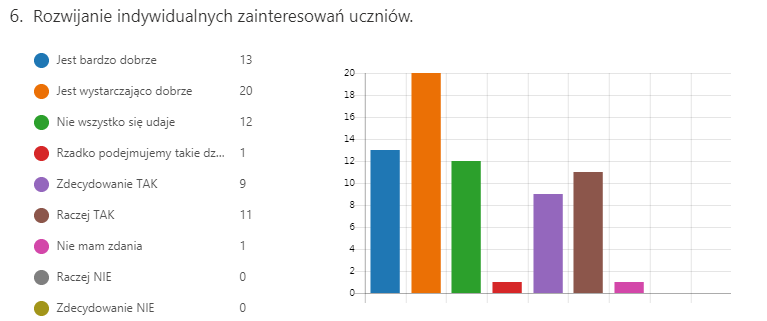 6. Rozwijanie indywidualnych zainteresowań uczniów.
Jest bardzo dobrze 13
Jest wystarczająco dobrze 20
Nie wszystko się udaje 12
Rzadko podejmujemy takie dz... 1
Zdecydowanie TAK 9
Raczej TAK 11
Nie mam zdania 1
Raczej NIE 0
Zdecydowanie NIE 0
20
18
16
14
12
10
8
6
4
2
0